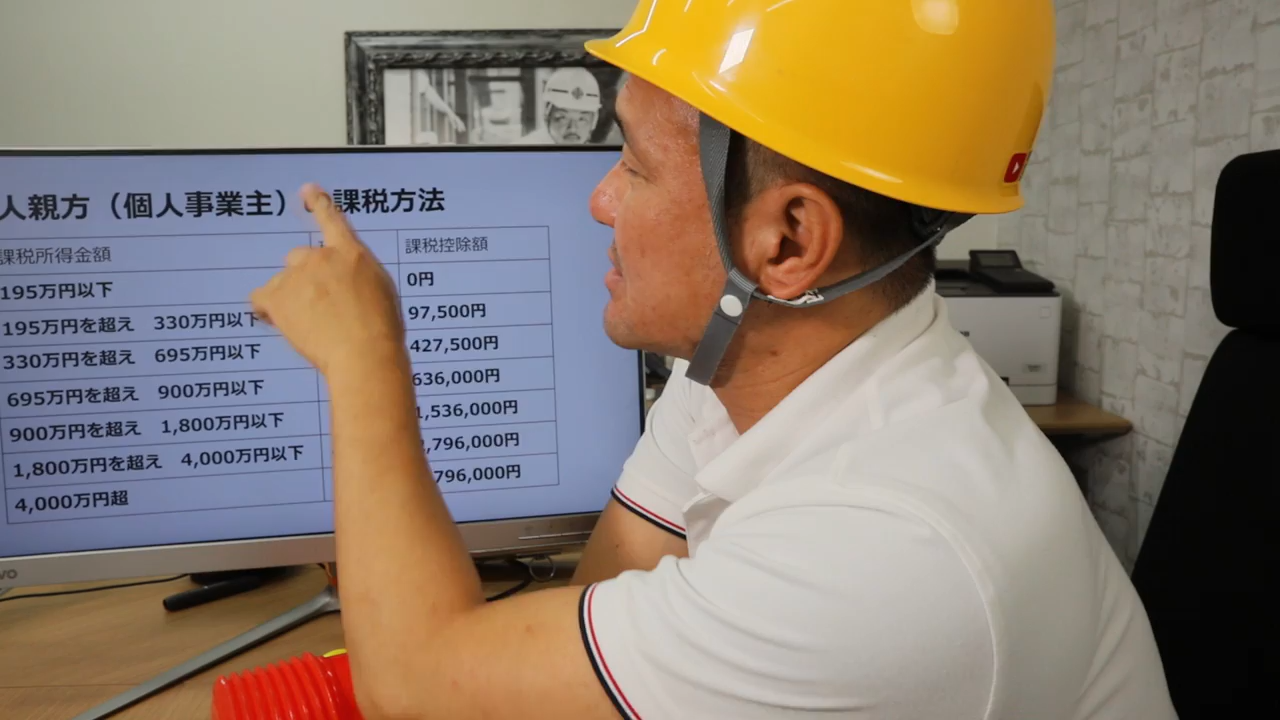 人親方（個人事業主） 課税方法
課税所得金額 課税控除額
195万円以下 0円
195万円を超え 330万円以下 97,500円
330万円を超え 695万円以下 427,500円
695万円を超え 900万円以下 636,000円
900万円を超え 1,800万円以下 1,536,000円
1,800万円を超え 4,000万円以下 ,796,000円
4,000万円超 796,000円